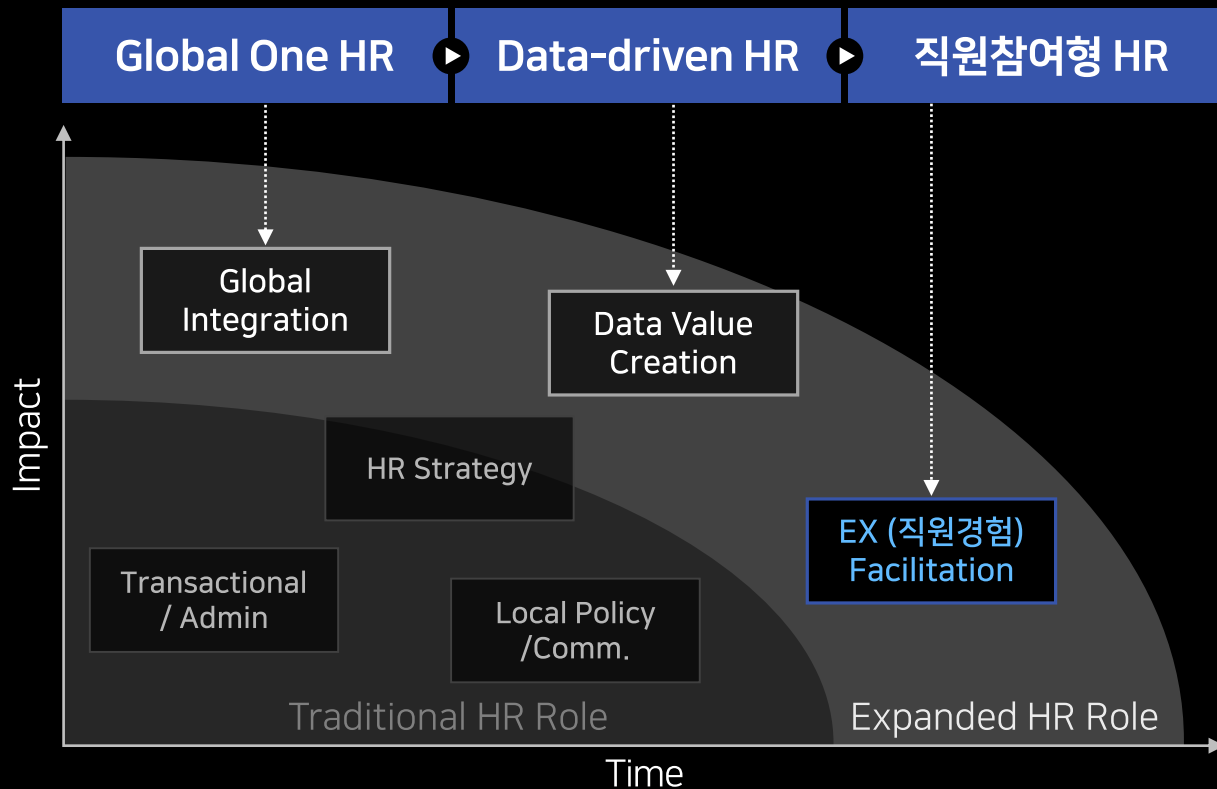 Global One HR
Data-driven HR
직원참여형 HR
Global
Integration
Data Value
Creation
HR Strategy
EX (직원경험)
Facilitation
Transactional
/ Admin
Local Policy
/Comm.
Traditional HR Role
Expanded HR Role
Impact
Time